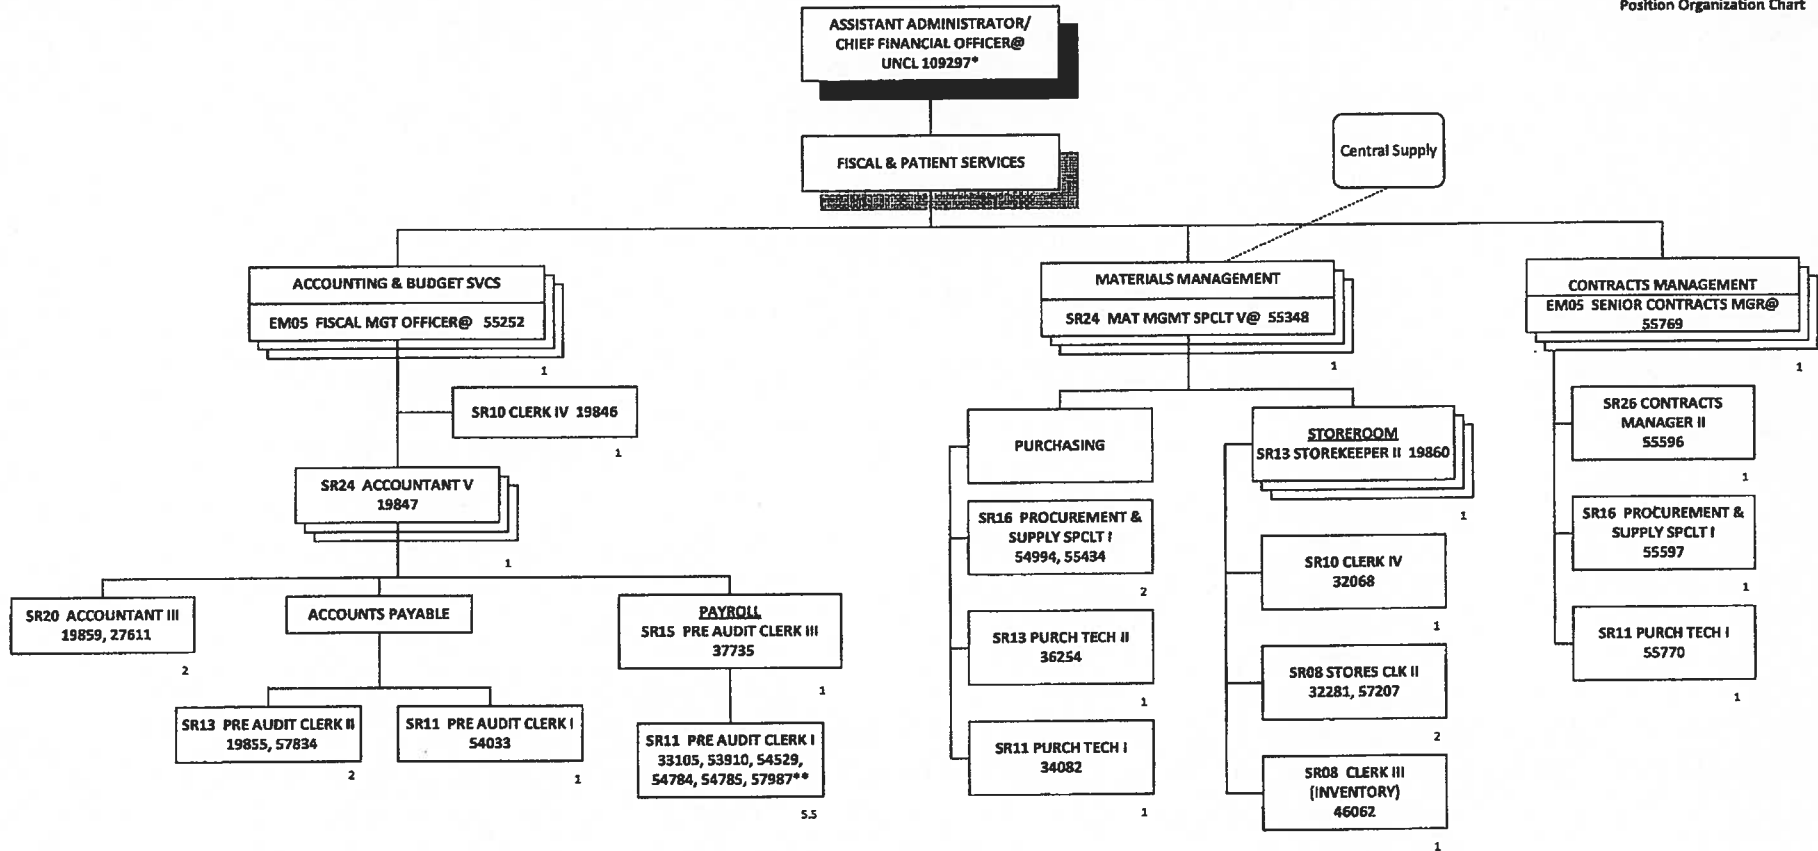 Position Organization Chart
ASSISTANT ADMINISTRATOR/
CHIEF FINANCIAL OFFICER@
UNCL 109297*
FISCAL & PATIENT SERVICES
Central Supply
ACCOUNTING & BUDGET SVCS
EM05 FISCAL MGT OFFICER@ 55252
1
SR10 CLERK IV 19846
1
SR24 ACCOUNTANT V
19847
1
SR20 ACCOUNTANT III
19859, 27611
2
ACCOUNTS PAYABLE
SR13 PRE AUDIT CLERK II
19855, 57834
2
SR11 PRE AUDIT CLERK I
54033
1
PAYROLL
SR15 PRE AUDIT CLERK III
37735
1
SR11 PRE AUDIT CLERK I
33105, 53910, 54529,
54784, 54785, 57987**
5.5
MATERIALS MANAGEMENT
SR24 MAT MGMT SPCLT V@ 55348
1
PURCHASING
SR16 PROCUREMENT &
SUPPLY SPCLT I
54994, 55434
2
SR13 PURCH TECH II
36254
1
SR11 PURCH TECH I
34082
1
STOREROOM
SR13 STOREKEEPER II 19860
1
SR10 CLERK IV
32068
1
SR08 STORES CLK II
32281, 57207
2
SR08 CLERK III
(INVENTORY)
46062
1
CONTRACTS MANAGEMENT
EM05 SENIOR CONTRACTS MGR@
55769
1
SR26 CONTRACTS
MANAGER II
55596
1
SR16 PROCUREMENT &
SUPPLY SPCLT I
55597
1
SR11 PURCH TECH I
55770
1